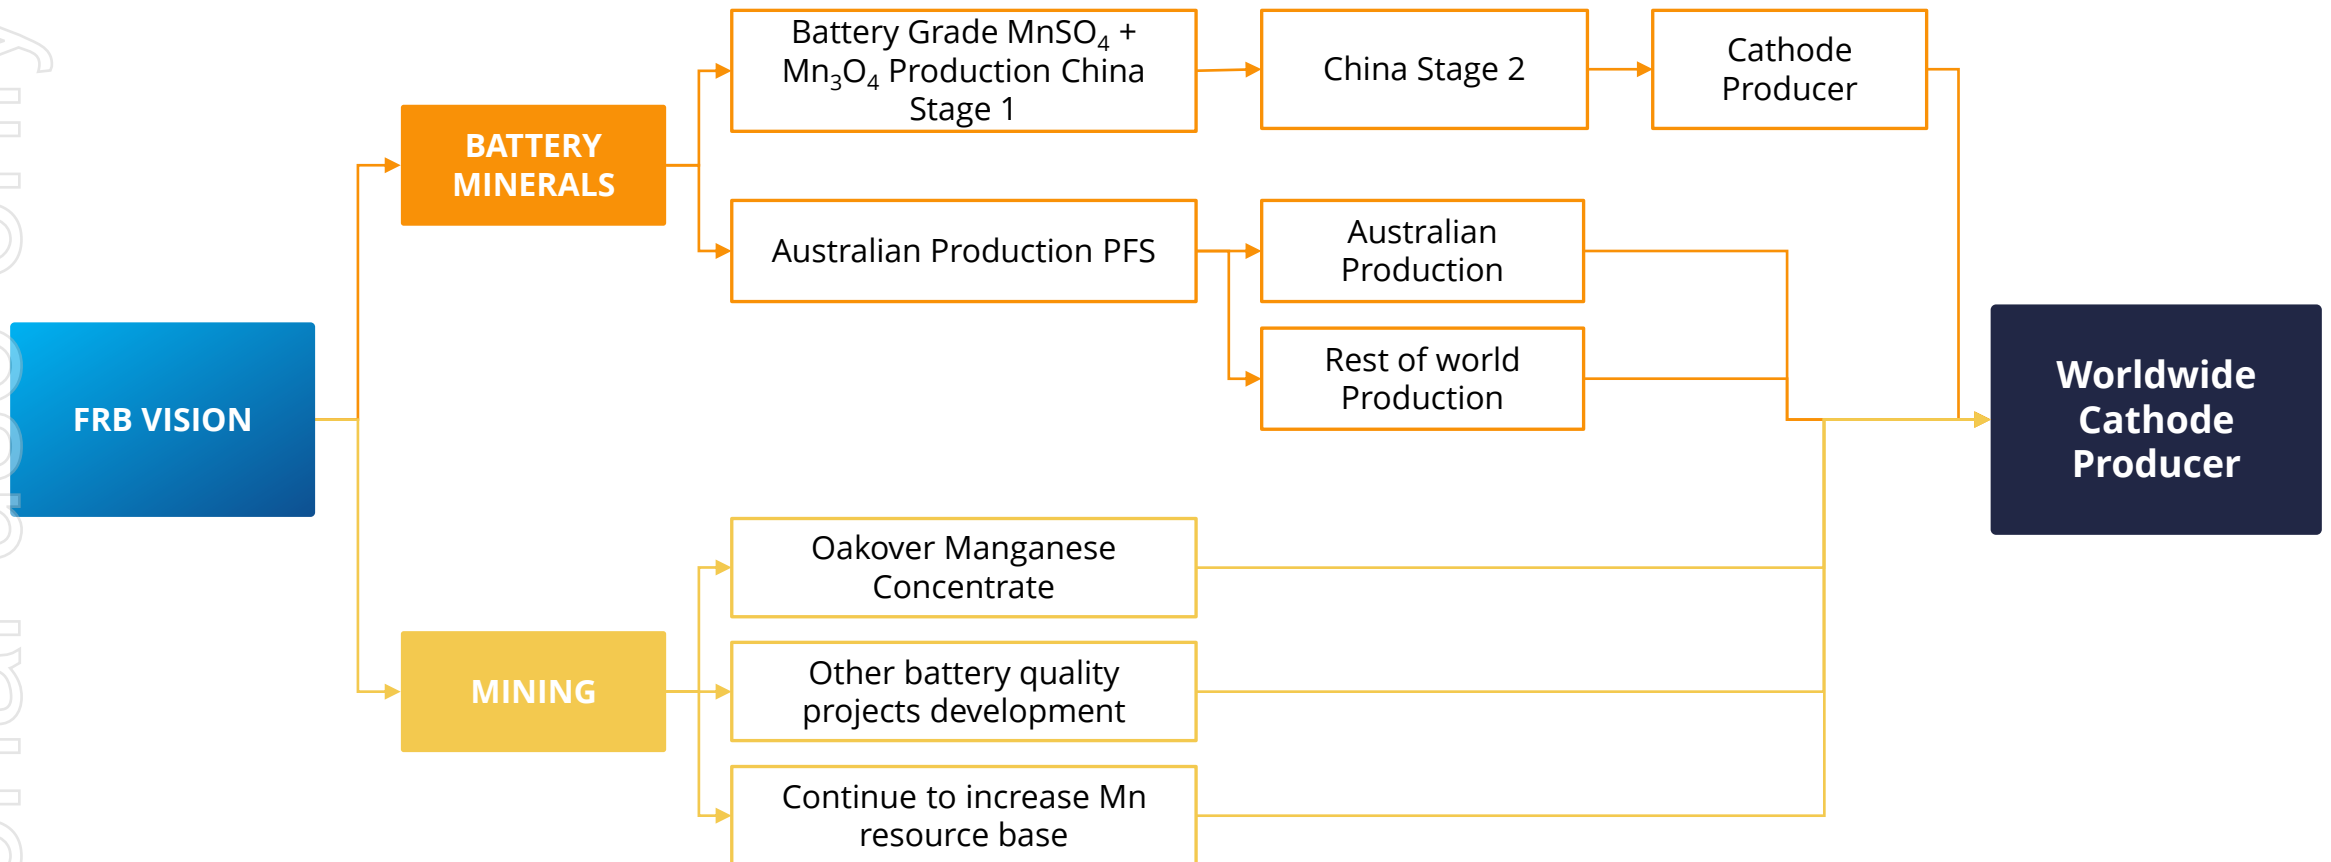 Battery Grade MnSO₄ +
Mn₃O₄ Production China
Stage 1
China Stage 2
Cathode
Producer
BATTERY
MINERALS
Australian Production PFS
Australian
Production
Rest of world
Production
FRB VISION
Worldwide
Cathode
Producer
Oakover Manganese
Concentrate
MINING
Other battery quality
projects development
Continue to increase Mn
resource base